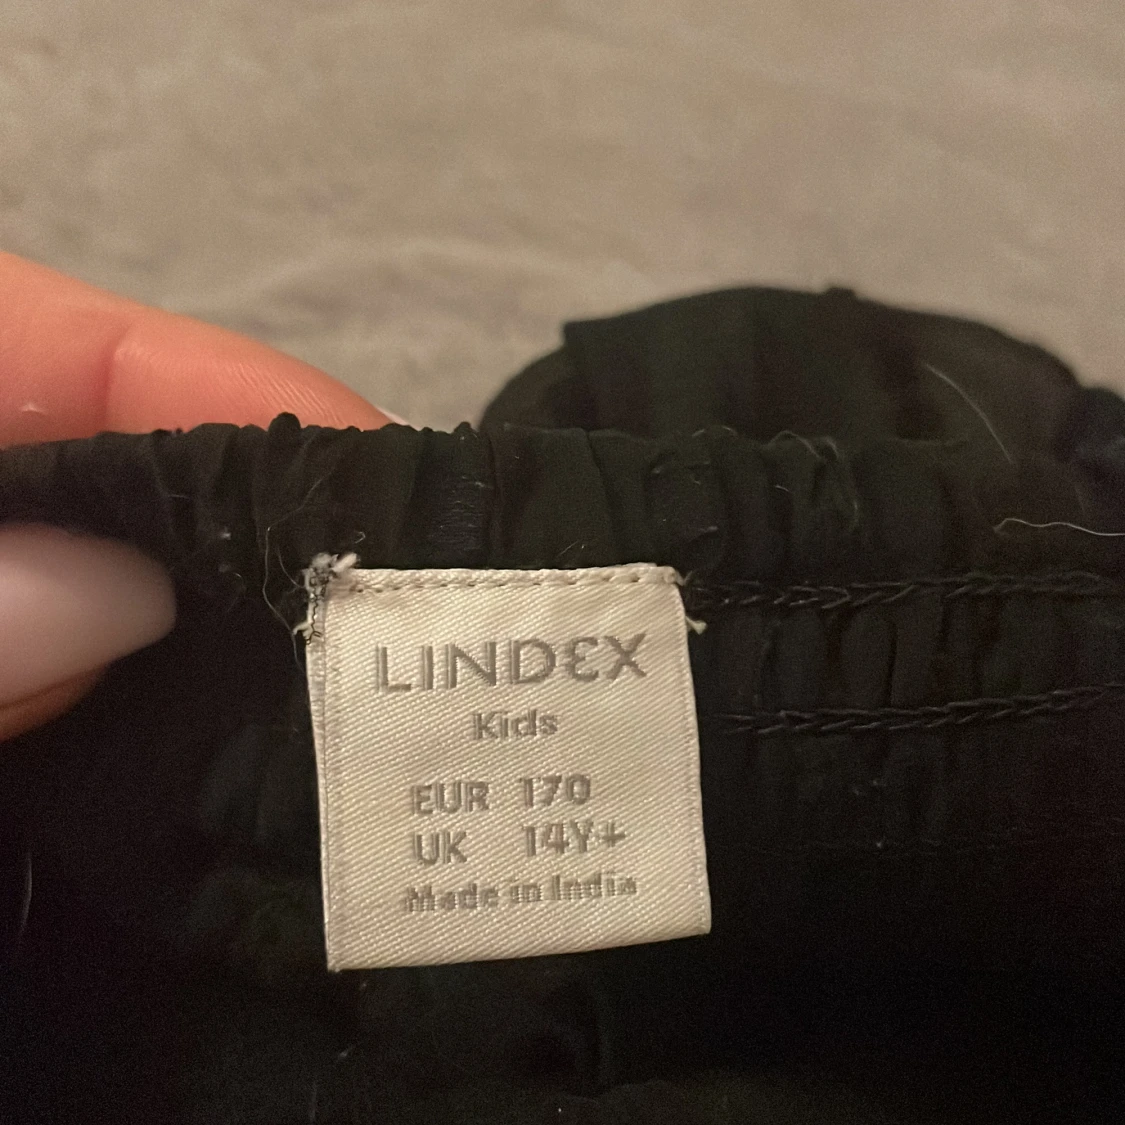 LINDEX
Kids
EUR 170
UK 14Y+
Made in India